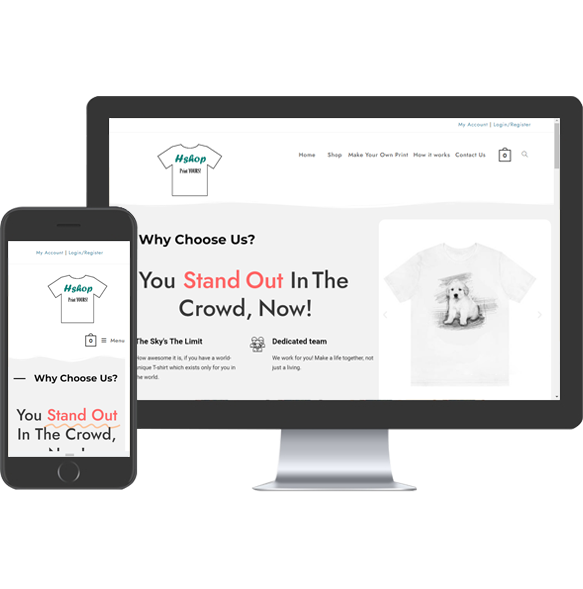 My Account | Login/Register
Hshop
Print YOURS!
Home Shop Make Your Own Print How it works Contact Us 0
Why Choose Us?
You Stand Out In The
Crowd, Now!
The Sky's The Limit
How awesome it is, if you have a world-
unique T-shirt which exists only for you in
the world.
Dedicated team
We work for you! Make a life together, not
just a living.
My Account | Login/Register
Hshop
Print YOURS!
0 Menu
Why Choose Us?
You Stand Out
In The Crowd,